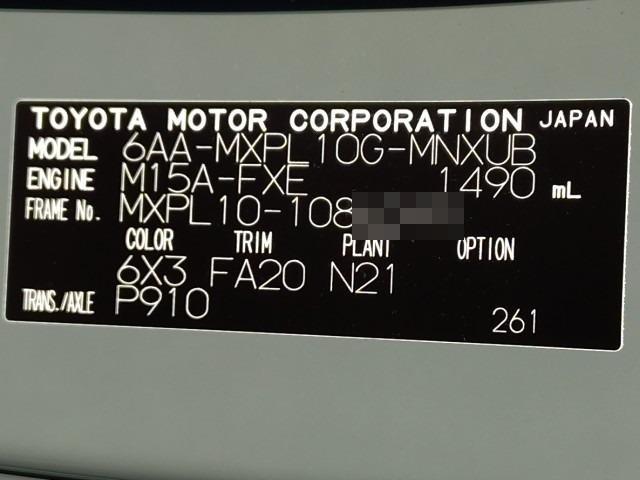 TOYOTA MOTOR CORPORATION JAPAN
MODEL 6AA-MXPL10G-MNXUB
ENGINE M15A-FXE 1490 mL
FRAME No. MXPL10-108
COLOR TRIM PLANT OPTION
6X3 FA20 N21
TRANS./AXLE P910
261